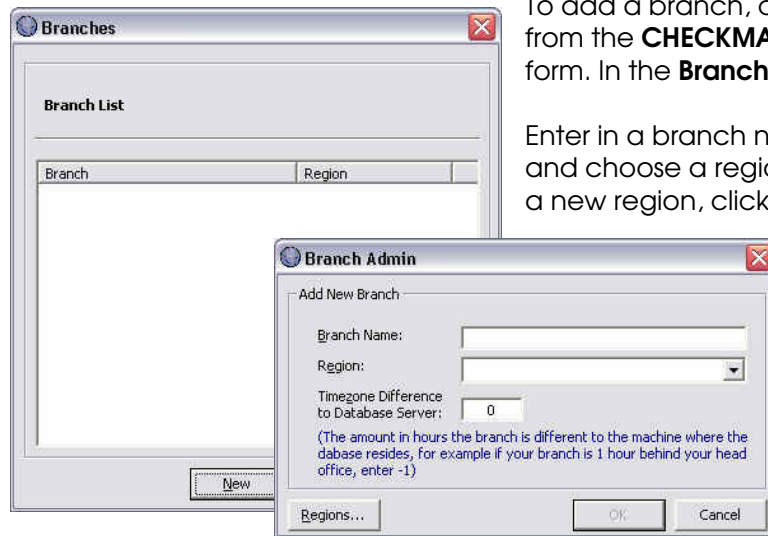 Branches
Branch List
Branch Region
New
To add a branch,
from the CHECKMA
form. In the Branch
Enter in a branch n
and choose a regio
a new region, click
Branch Admin
Add New Branch
Branch Name:
Region:
Timezone Difference
to Database Server: 0
(The amount in hours the branch is different to the machine where the
dabase resides, for example if your branch is 1 hour behind your head
office, enter -1)
Regions... OK Cancel